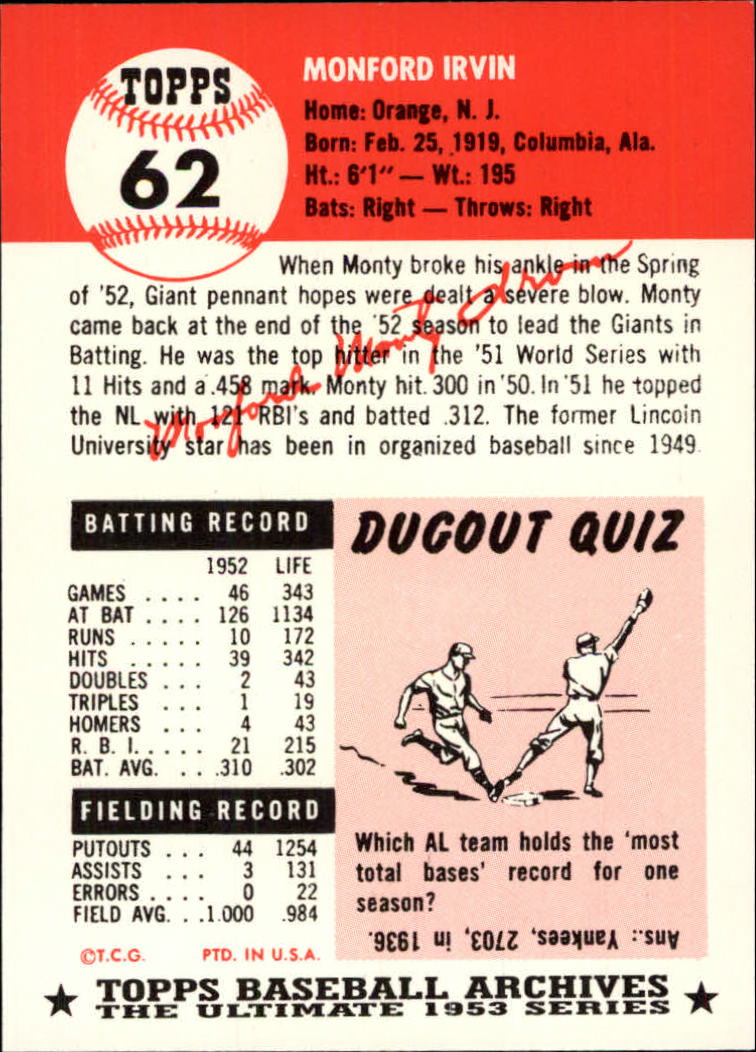 TOPPS
62
MONFORD IRVIN
Home: Orange, N. J.
Born: Feb. 25, 1919, Columbia, Ala.
Ht.: 6'1" — Wt.: 195
Bats: Right — Throws: Right
When Monty broke his ankle in the Spring
of '52, Giant pennant hopes were dealt a severe blow. Monty
came back at the end of the '52 season to lead the Giants in
Batting. He was the top hitter in the '51 World Series with
11 Hits and a .458 mark. Monty hit .300 in '50. In '51 he topped
the NL with 121 RBI's and batted .312. The former Lincoln
University star has been in organized baseball since 1949.
Monford Monty Irvin
BATTING RECORD
1952 LIFE
GAMES .... 46 343
AT BAT .... 126 1134
RUNS ..... 10 172
HITS ..... 39 342
DOUBLES ... 2 43
TRIPLES ... 1 19
HOMERS ... 4 43
R. B. I..... 21 215
BAT. AVG. ...310 .302
FIELDING RECORD
PUTOUTS ... 44 1254
ASSISTS ... 3 131
ERRORS .... 0 22
FIELD AVG. ..1.000 .984
©T.C.G. PTD. IN U.S.A.
DUGOUT QUIZ
Which AL team holds the 'most
total bases' record for one
season?
Ans.: Yankees, 2703, in 1936.
★ TOPPS BASEBALL ARCHIVES ★
THE ULTIMATE 1953 SERIES